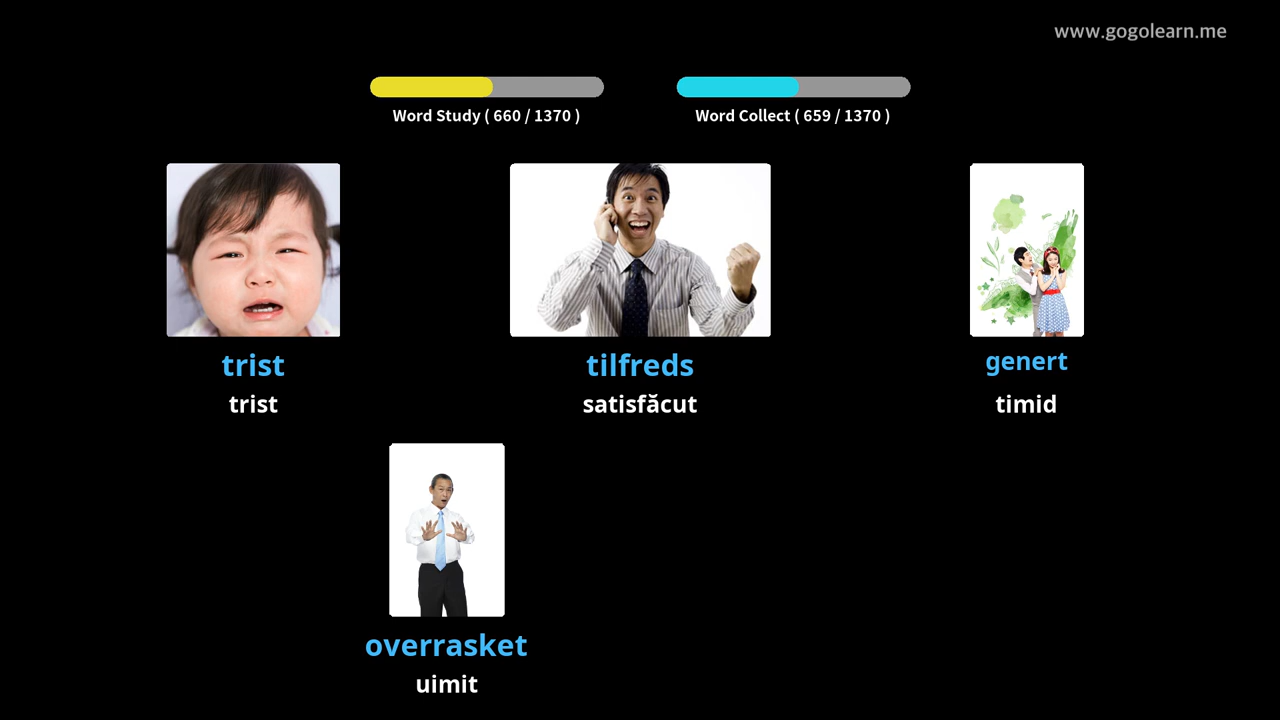 www.gogolearn.me
Word Study ( 660 / 1370 )
Word Collect ( 659 / 1370 )
trist
trist
tilfreds
satisfăcut
genert
timid
overrasket
uimit